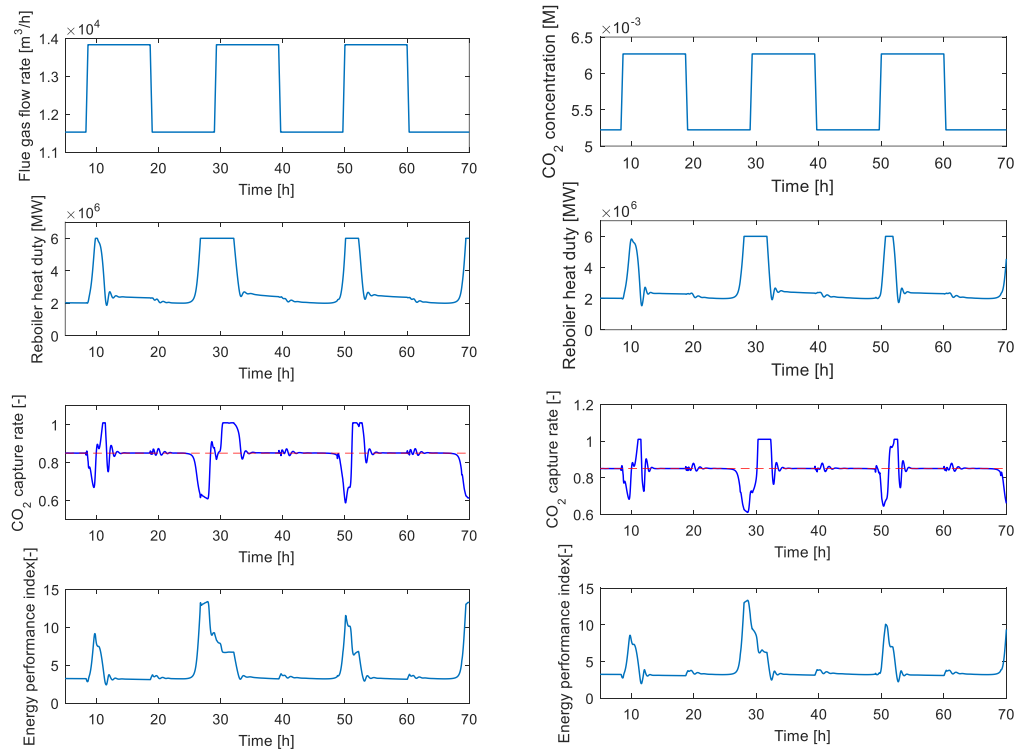 ×10⁴
1.4
1.3
1.2
1.1
Flue gas flow rate [m³/h]
10 20 30 40 50 60 70
Time [h]
×10⁻³
6.5
6
5.5
5
CO₂ concentration [M]
10 20 30 40 50 60 70
Time [h]
×10⁶
6
4
2
0
Reboiler heat duty [MW]
10 20 30 40 50 60 70
Time [h]
×10⁶
6
4
2
0
Reboiler heat duty [MW]
10 20 30 40 50 60 70
Time [h]
1
0.8
0.6
CO₂ capture rate [-]
10 20 30 40 50 60 70
Time [h]
1.2
1
0.8
0.6
CO₂ capture rate [-]
10 20 30 40 50 60 70
Time [h]
15
10
5
0
Energy performance index[-]
10 20 30 40 50 60 70
Time [h]
15
10
5
0
Energy performance index[-]
10 20 30 40 50 60 70
Time [h]